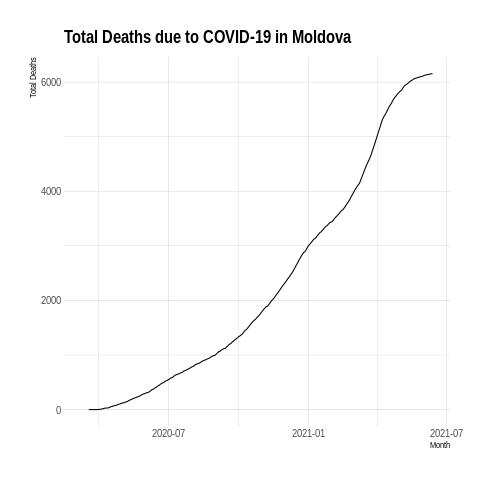 Total Deaths due to COVID-19 in Moldova
Total Deaths
6000
4000
2000
0
2020-07
2021-01
2021-07
Month